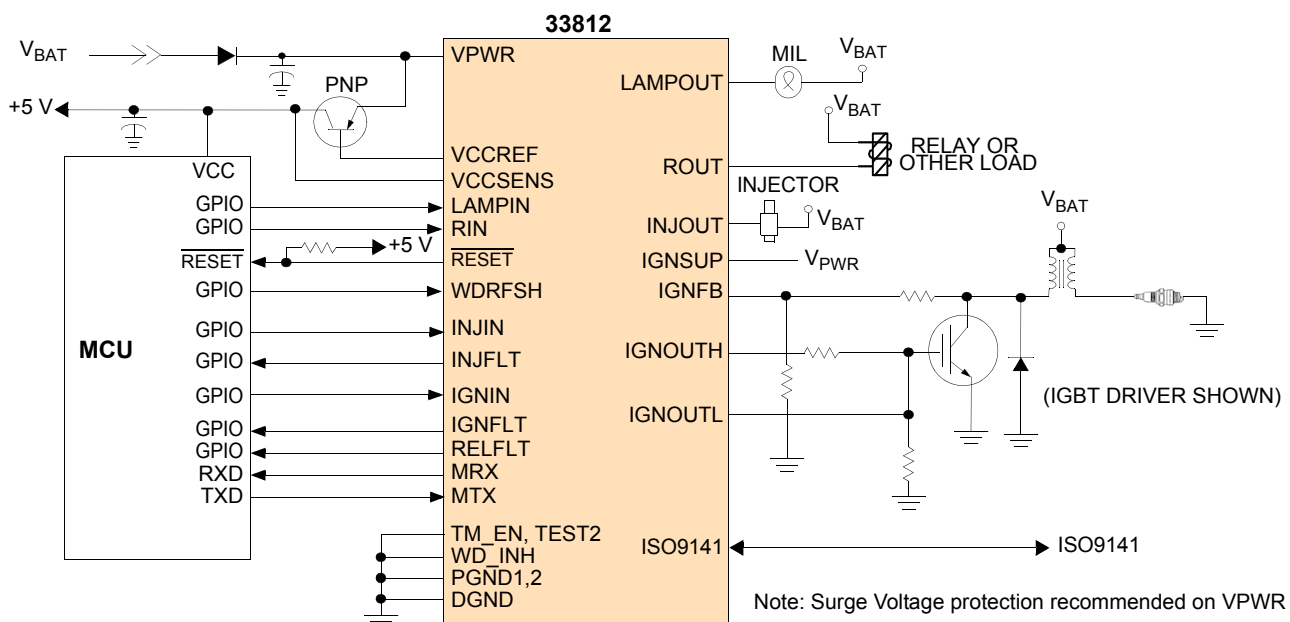 33812
VBAT
PNP
+5 V
VPWR
VCCREF
VCCSENS
LAMPIN
RIN
RESET
WDRFSH
INJIN
INJFLT
IGNIN
IGNFLT
RELFLT
MRX
MTX
TM_EN, TEST2
WD_INH
PGND1,2
DGND
MCU
VCC
GPIO
GPIO
RESET
+5 V
GPIO
GPIO
GPIO
GPIO
GPIO
GPIO
RXD
TXD
LAMPOUT
MIL
VBAT
VBAT
ROUT
RELAY OR
OTHER LOAD
INJECTOR
INJOUT
VBAT
IGNSUP
VPWR
VBAT
IGNFB
IGNOUTH
IGNOUTL
(IGBT DRIVER SHOWN)
ISO9141
ISO9141
Note: Surge Voltage protection recommended on VPWR